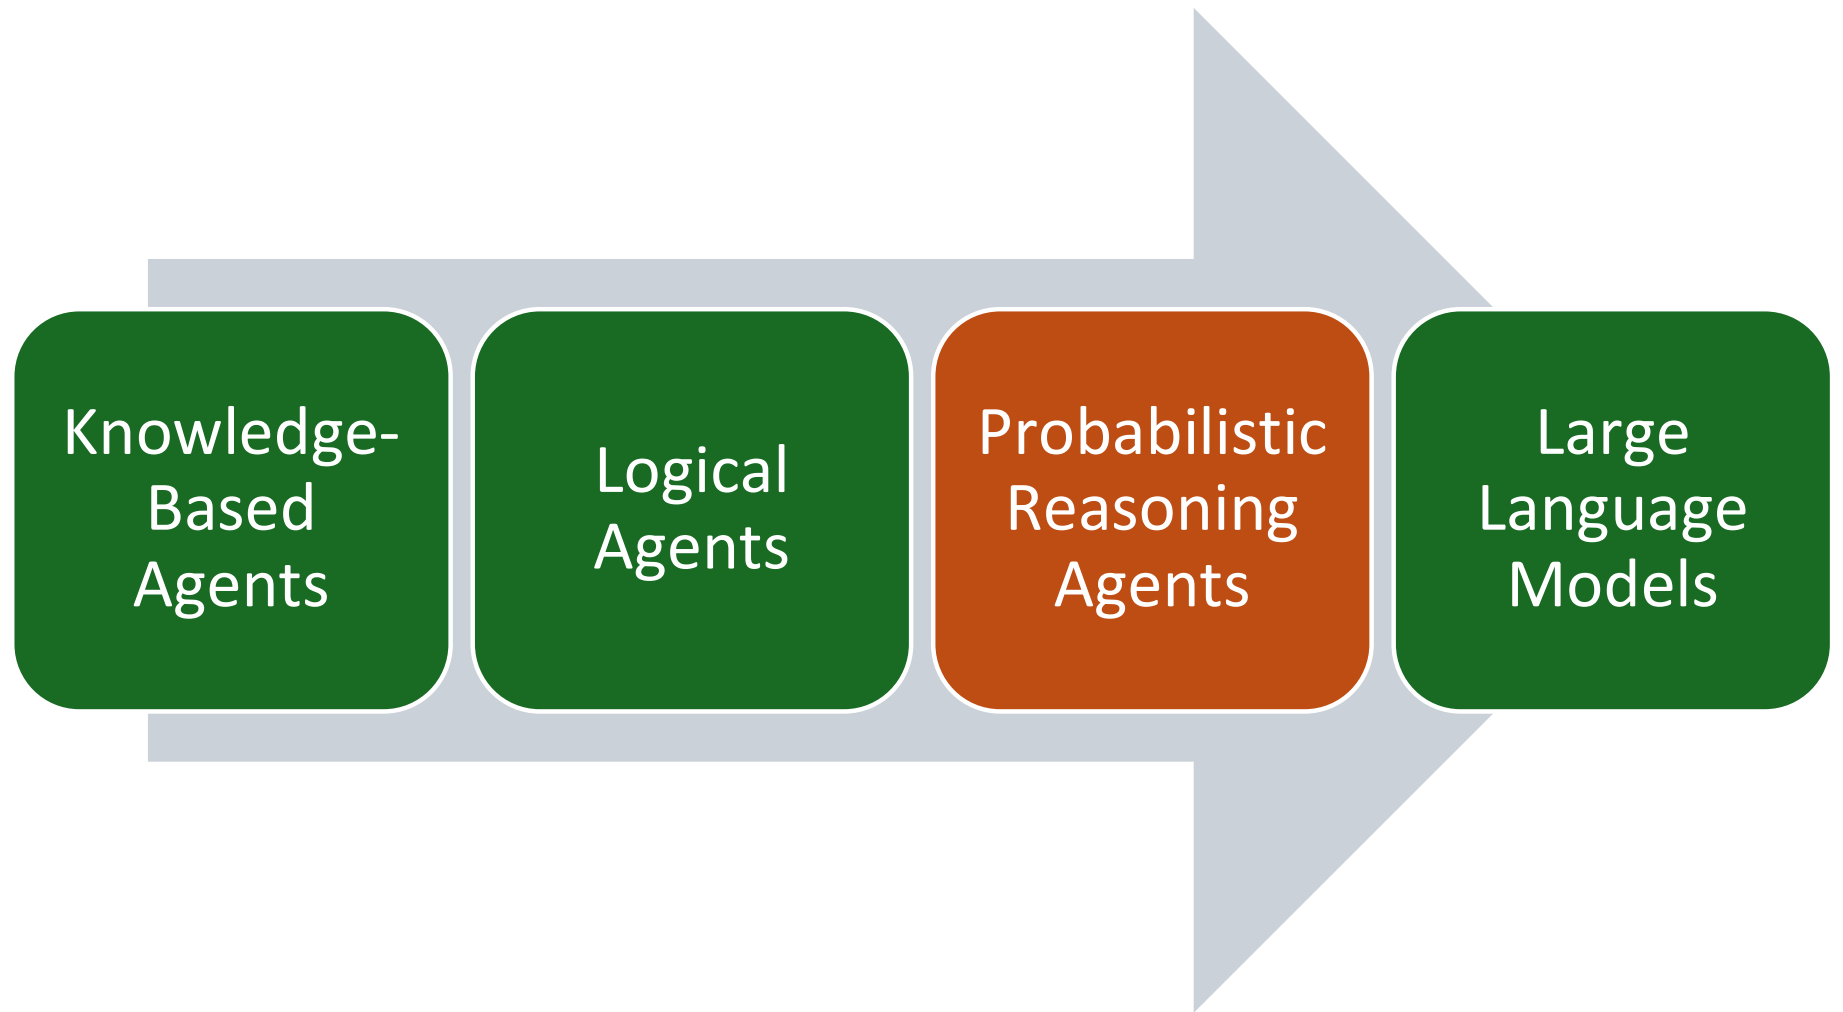 Knowledge-
Based
Agents
Logical
Agents
Probabilistic
Reasoning
Agents
Large
Language
Models